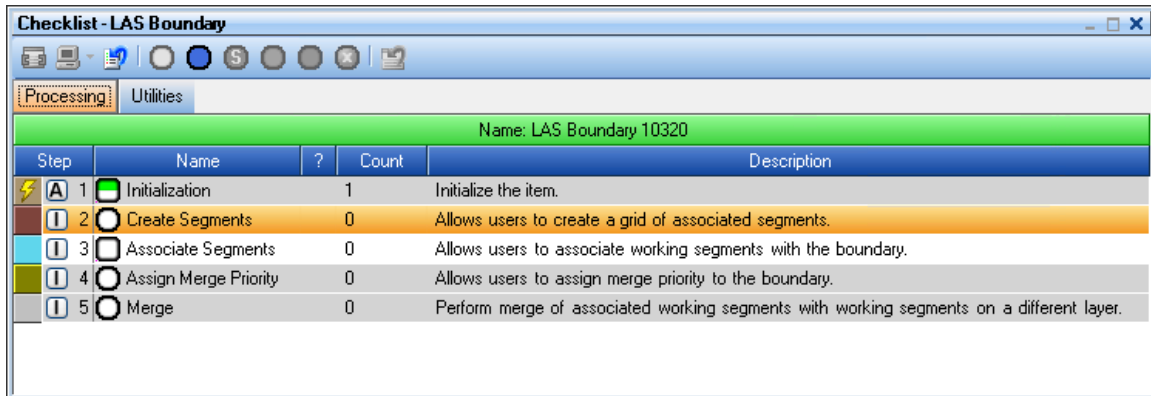 Checklist - LAS Boundary
S
Processing Utilities
Name: LAS Boundary 10320
Step Name ? Count Description
A 1 Initialization 1 Initialize the item.
I 2 Create Segments 0 Allows users to create a grid of associated segments.
I 3 Associate Segments 0 Allows users to associate working segments with the boundary.
I 4 Assign Merge Priority 0 Allows users to assign merge priority to the boundary.
I 5 Merge 0 Perform merge of associated working segments with working segments on a different layer.